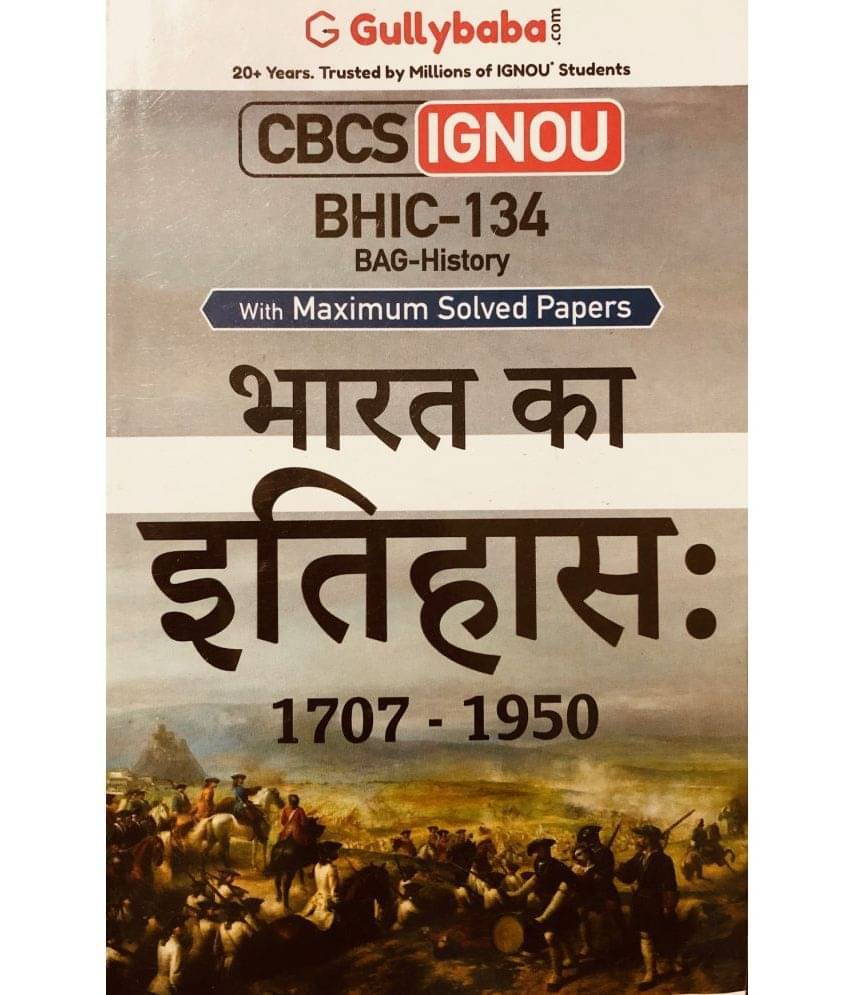 Gullybaba.com
20+ Years. Trusted by Millions of IGNOU* Students
CBCS IGNOU
BHIC-134
BAG-History
With Maximum Solved Papers
भारत का
इतिहास:
1707 - 1950